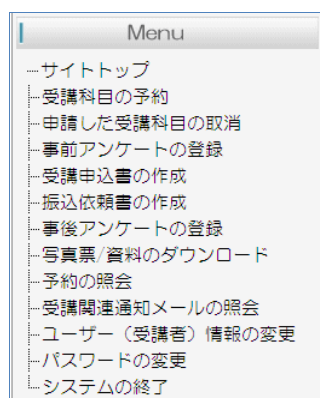 Menu
サイトトップ
受講科目の予約
申請した受講科目の取消
事前アンケートの登録
受講申込書の作成
振込依頼書の作成
事後アンケートの登録
写真票/資料のダウンロード
予約の照会
受講関連通知メールの照会
ユーザー（受講者）情報の変更
パスワードの変更
システムの終了